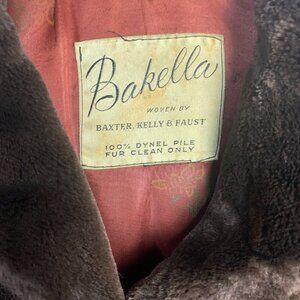 Bakella
WOVEN BY
BAXTER, KELLY & FAUST
100% DYNEL PILE
FUR CLEAN ONLY